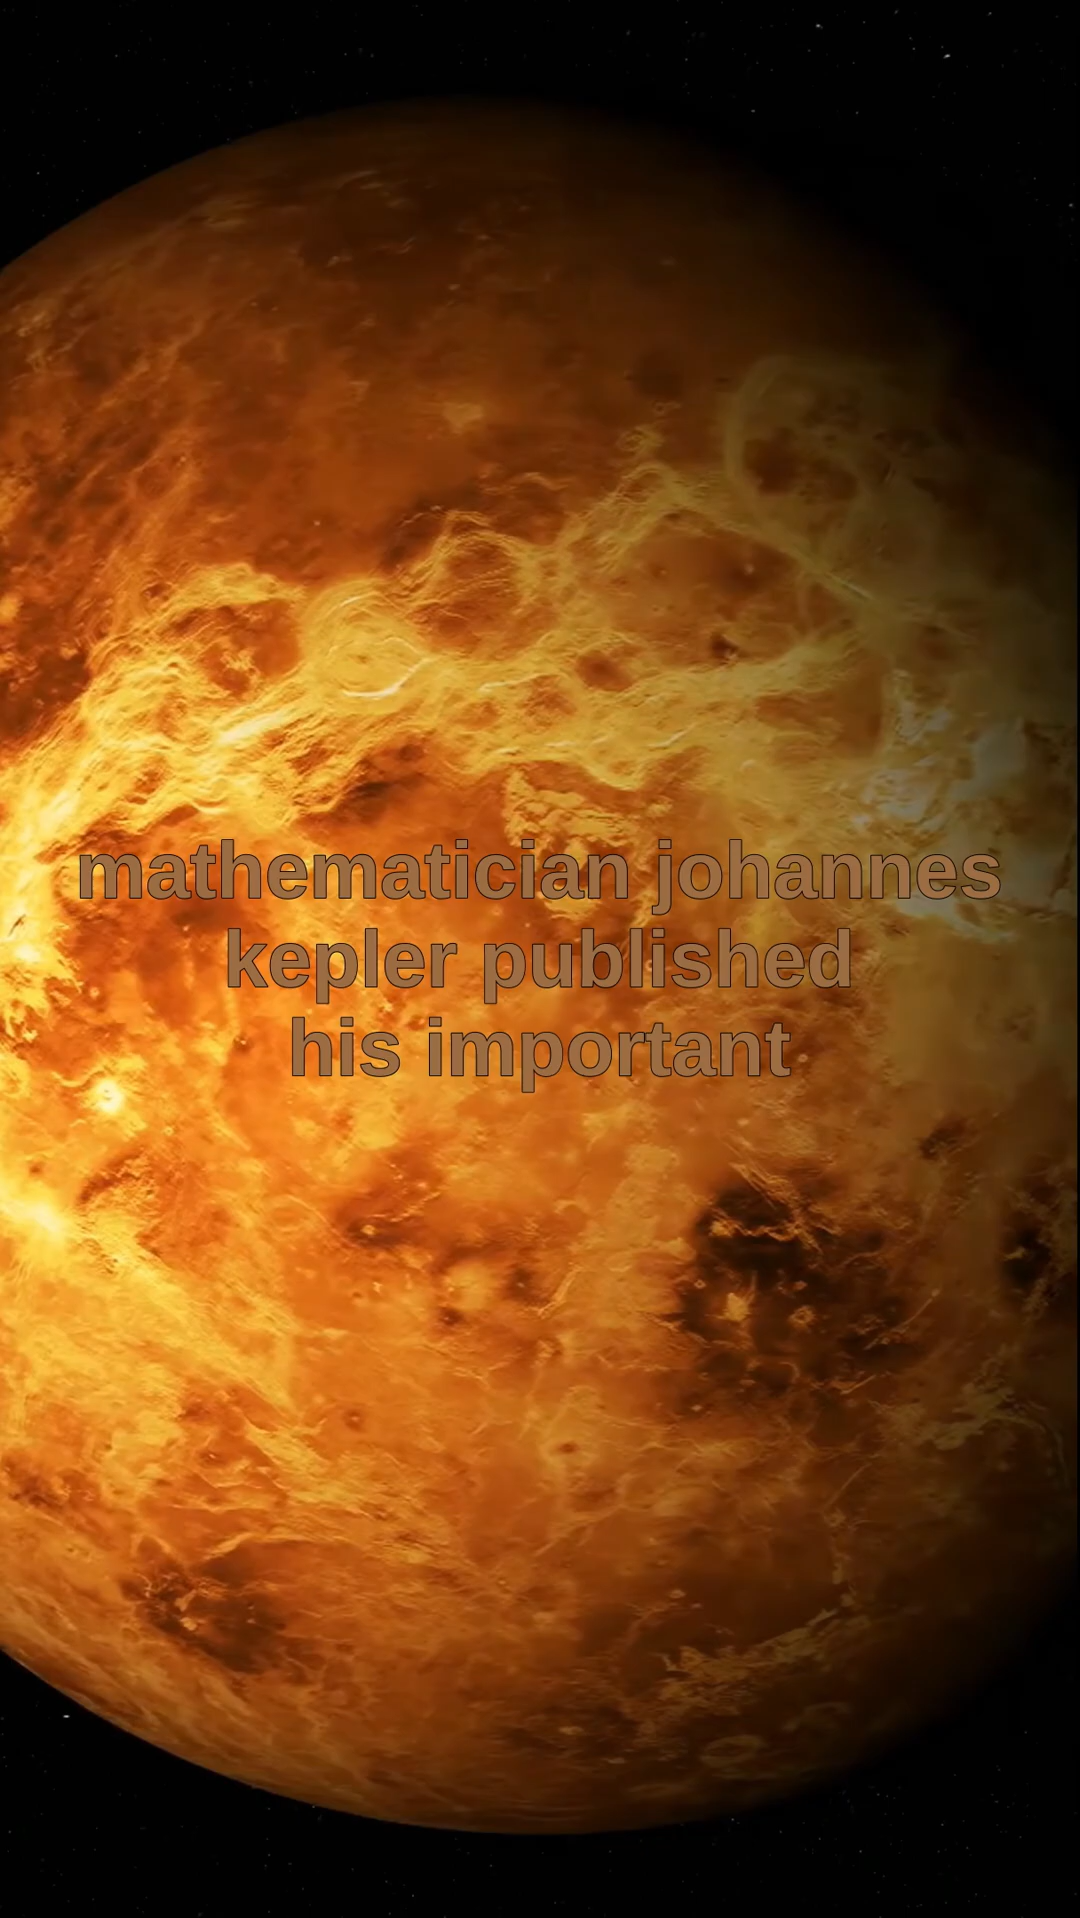 mathematician johannes
kepler published
his important